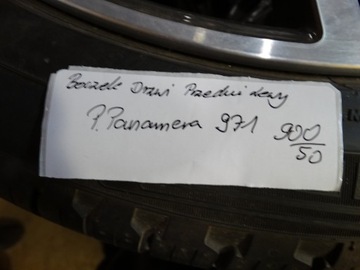 Boczek Drzwi Przedni Lewy
P. Panamera 971 900
50